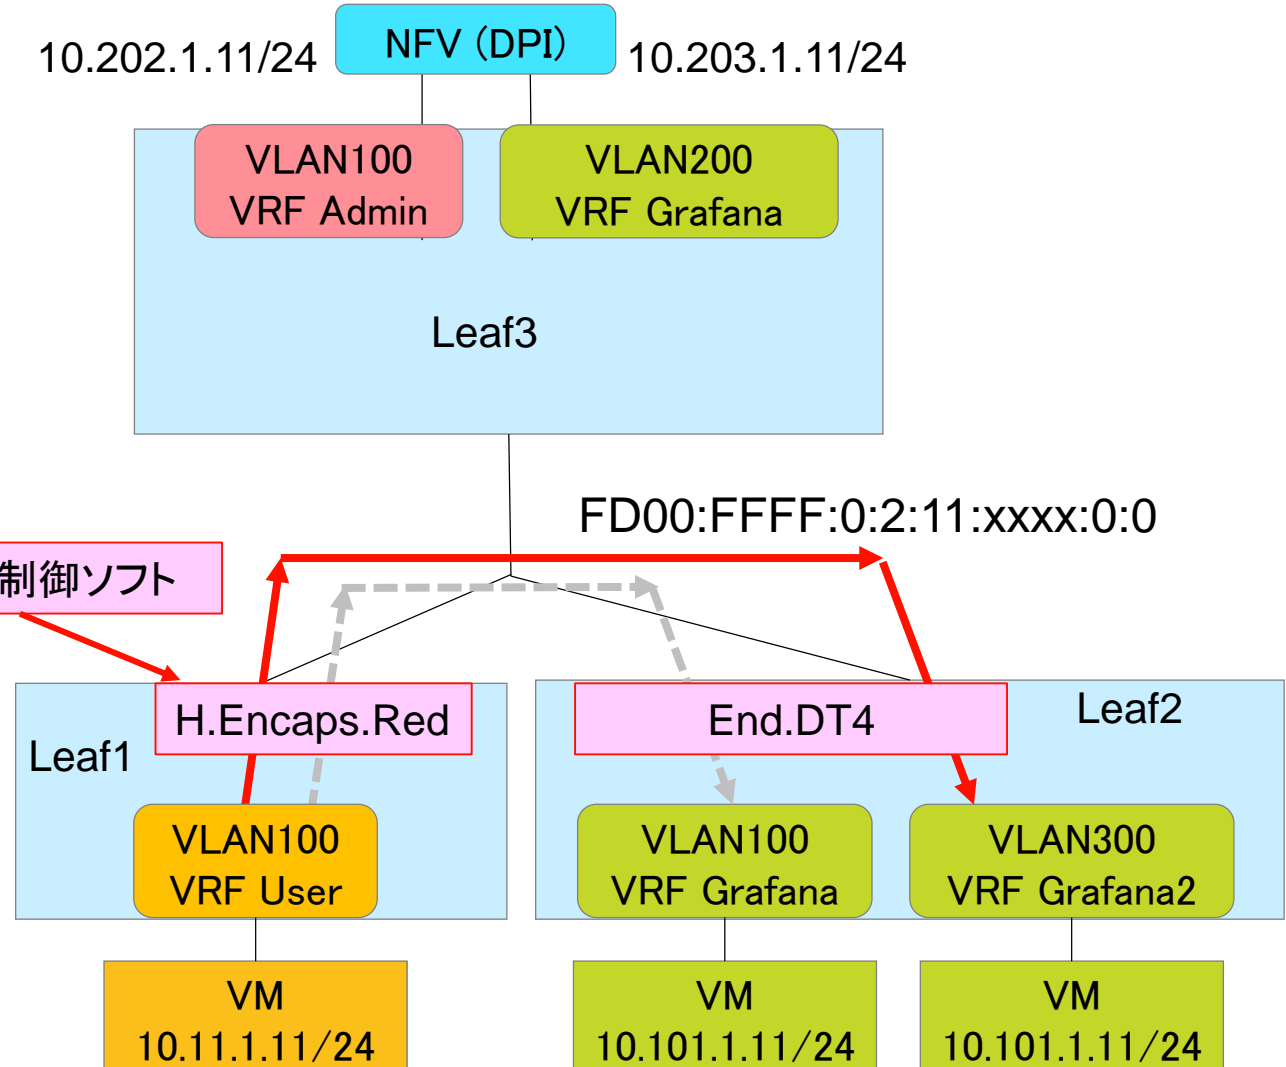 10.202.1.11/24
NFV (DPI)
10.203.1.11/24
VLAN100
VRF Admin
VLAN200
VRF Grafana
Leaf3
FD00:FFFF:0:2:11:xxxx:0:0
制御ソフト
Leaf1
H.Encaps.Red
End.DT4
Leaf2
VLAN100
VRF User
VLAN100
VRF Grafana
VLAN300
VRF Grafana2
VM
10.11.1.11/24
VM
10.101.1.11/24
VM
10.101.1.11/24